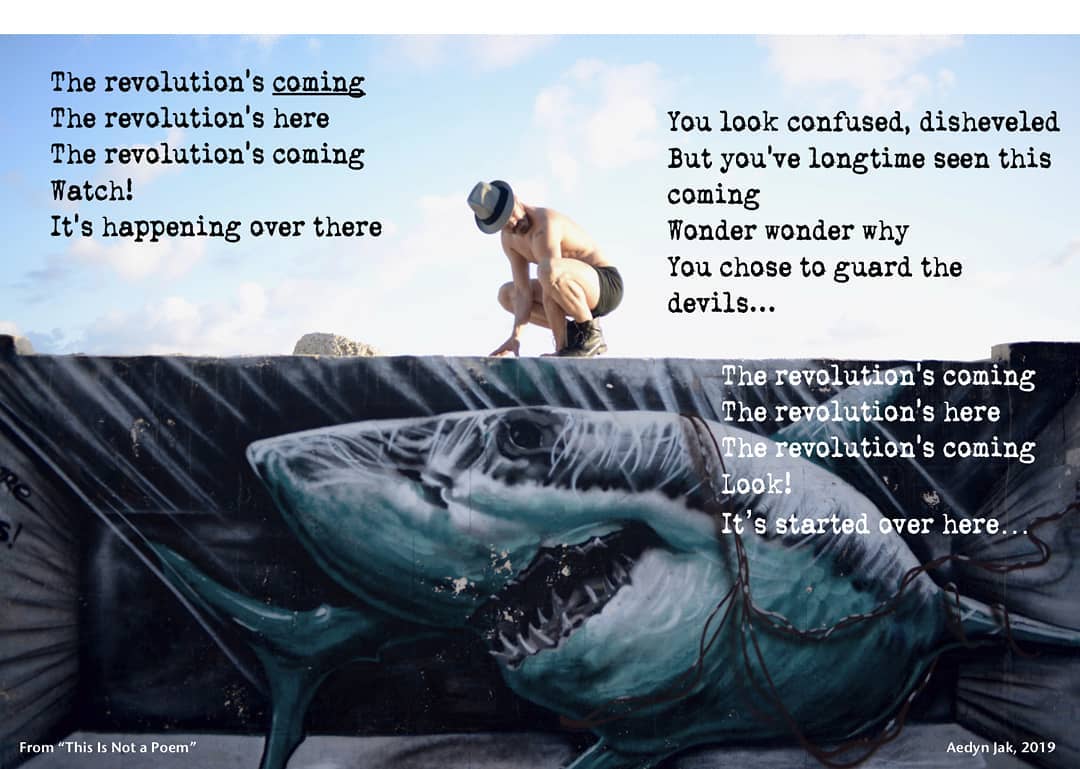 The revolution's coming
The revolution's here
The revolution's coming
Watch!
It's happening over there
You look confused, disheveled
But you've longtime seen this
coming
Wonder wonder why
You chose to guard the
devils...
The revolution's coming
The revolution's here
The revolution's coming
Look!
It’s started over here...
From “This Is Not a Poem”
Aedyn Jak, 2019